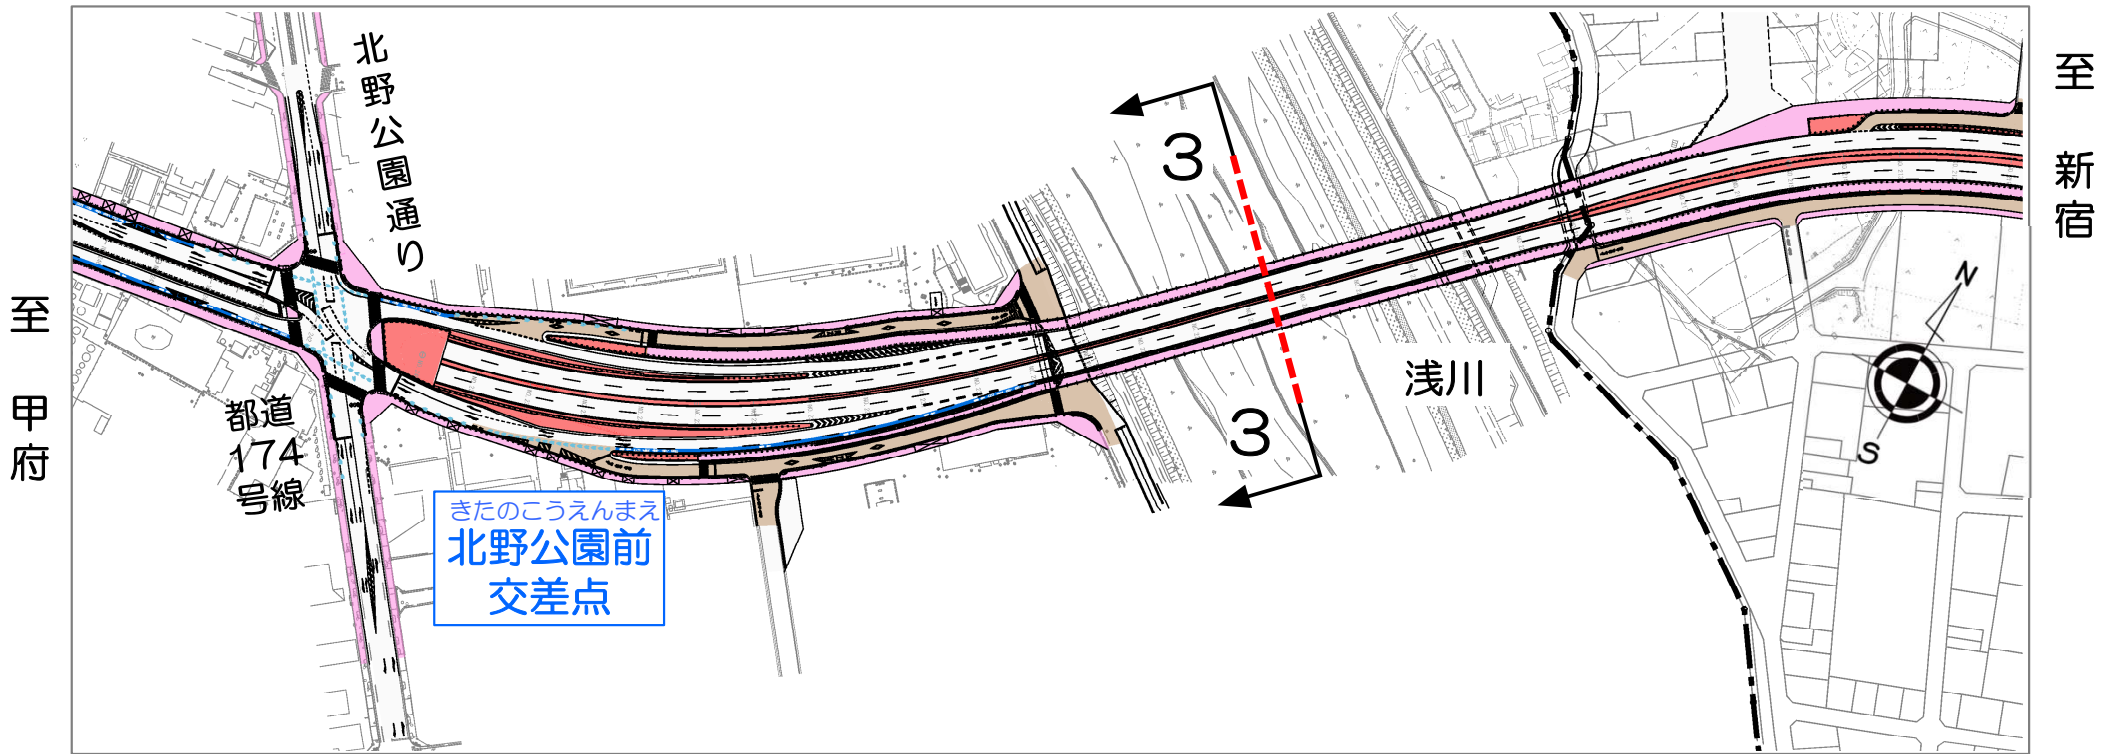 至 甲府
北野公園通り
都道
174
号線
きたのこうえんまえ
北野公園前
交差点
3
3
浅川
N
S
至 新宿